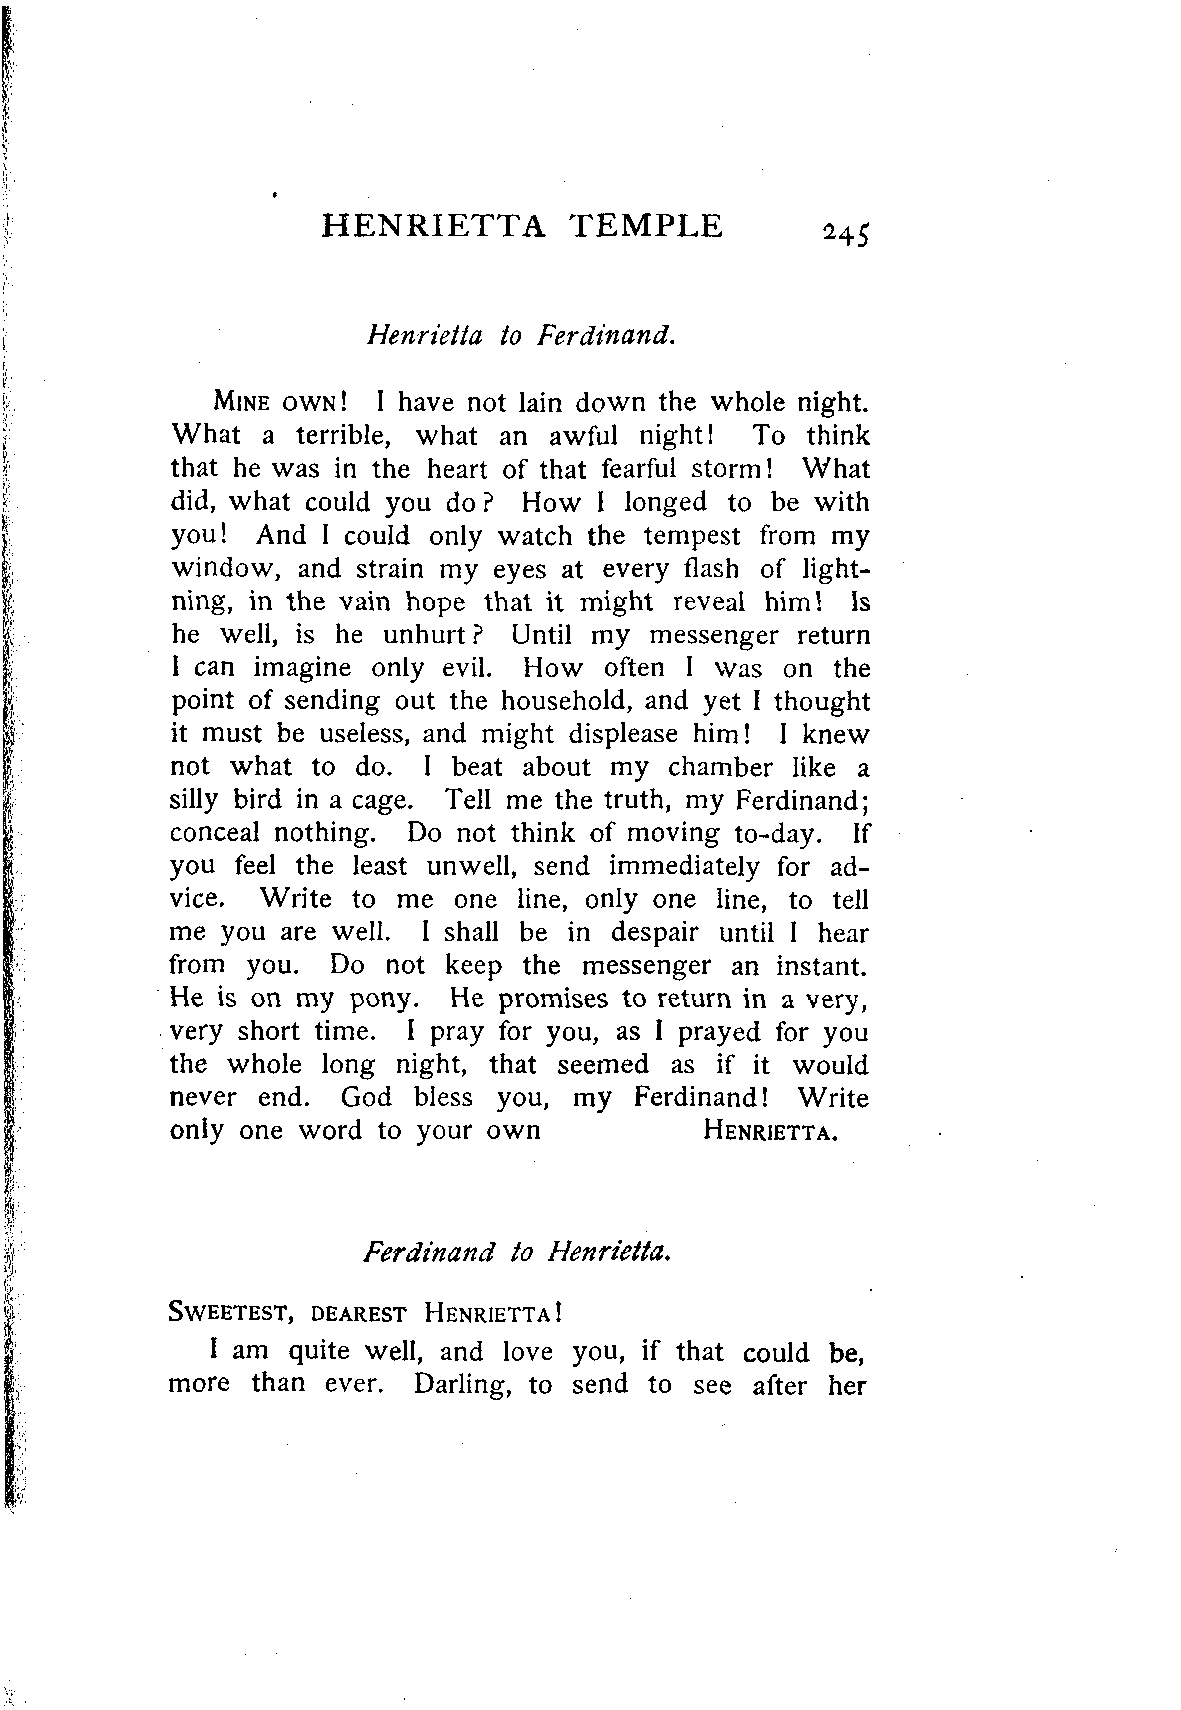 HENRIETTA TEMPLE 245
Henrietta to Ferdinand.
MINE OWN! I have not lain down the whole night.
What a terrible, what an awful night! To think
that he was in the heart of that fearful storm! What
did, what could you do? How I longed to be with
you! And I could only watch the tempest from my
window, and strain my eyes at every flash of light-
ning, in the vain hope that it might reveal him! Is
he well, is he unhurt? Until my messenger return
I can imagine only evil. How often I was on the
point of sending out the household, and yet I thought
it must be useless, and might displease him! I knew
not what to do. I beat about my chamber like a
silly bird in a cage. Tell me the truth, my Ferdinand;
conceal nothing. Do not think of moving to-day. If
you feel the least unwell, send immediately for ad-
vice. Write to me one line, only one line, to tell
me you are well. I shall be in despair until I hear
from you. Do not keep the messenger an instant.
He is on my pony. He promises to return in a very,
very short time. I pray for you, as I prayed for you
the whole long night, that seemed as if it would
never end. God bless you, my Ferdinand! Write
only one word to your own HENRIETTA.
Ferdinand to Henrietta.
SWEETEST, DEAREST HENRIETTA!
I am quite well, and love you, if that could be,
more than ever. Darling, to send to see after her